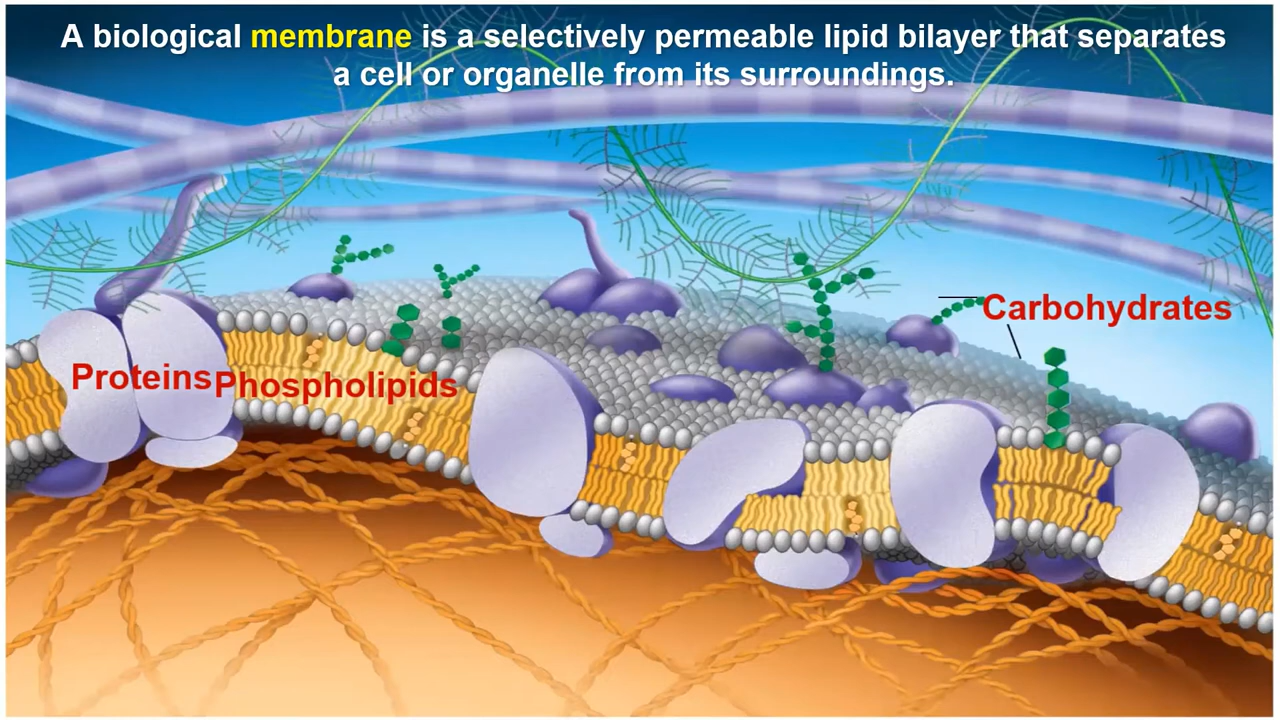 A biological membrane is a selectively permeable lipid bilayer that separates
a cell or organelle from its surroundings.
Carbohydrates
Proteins
Phospholipids